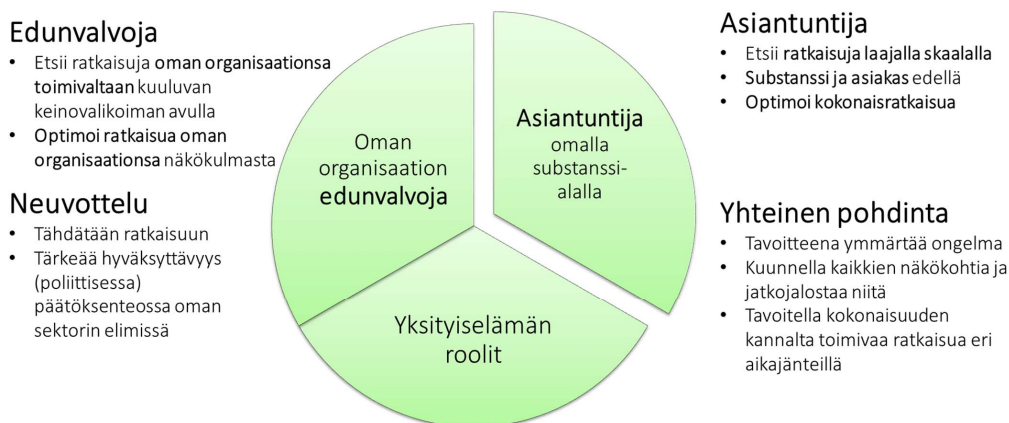 Edunvalvoja
• Etsii ratkaisuja oman organisaationsa
toimivaltaan kuuluvan
keinovalikoiman avulla
• Optimoi ratkaisua oman
organisaationsa näkökulmasta
Neuvottelu
• Tähdätään ratkaisuun
• Tärkeää hyväksyttävyys
(poliittisessa)
päätöksenteossa oman
sektorin elimissä
Oman
organisaation
edunvalvoja
Asiantuntija
omalla
substanssi-
alalla
Yksityiselämän
roolit
Asiantuntija
• Etsii ratkaisuja laajalla skaalalla
• Substanssi ja asiakas edellä
• Optimoi kokonaisratkaisua
Yhteinen pohdinta
• Tavoitteena ymmärtää ongelma
• Kuunnella kaikkien näkökohtia ja
jatkojalostaa niitä
• Tavoitella kokonaisuuden
kannalta toimivaa ratkaisua eri
aikajänteillä